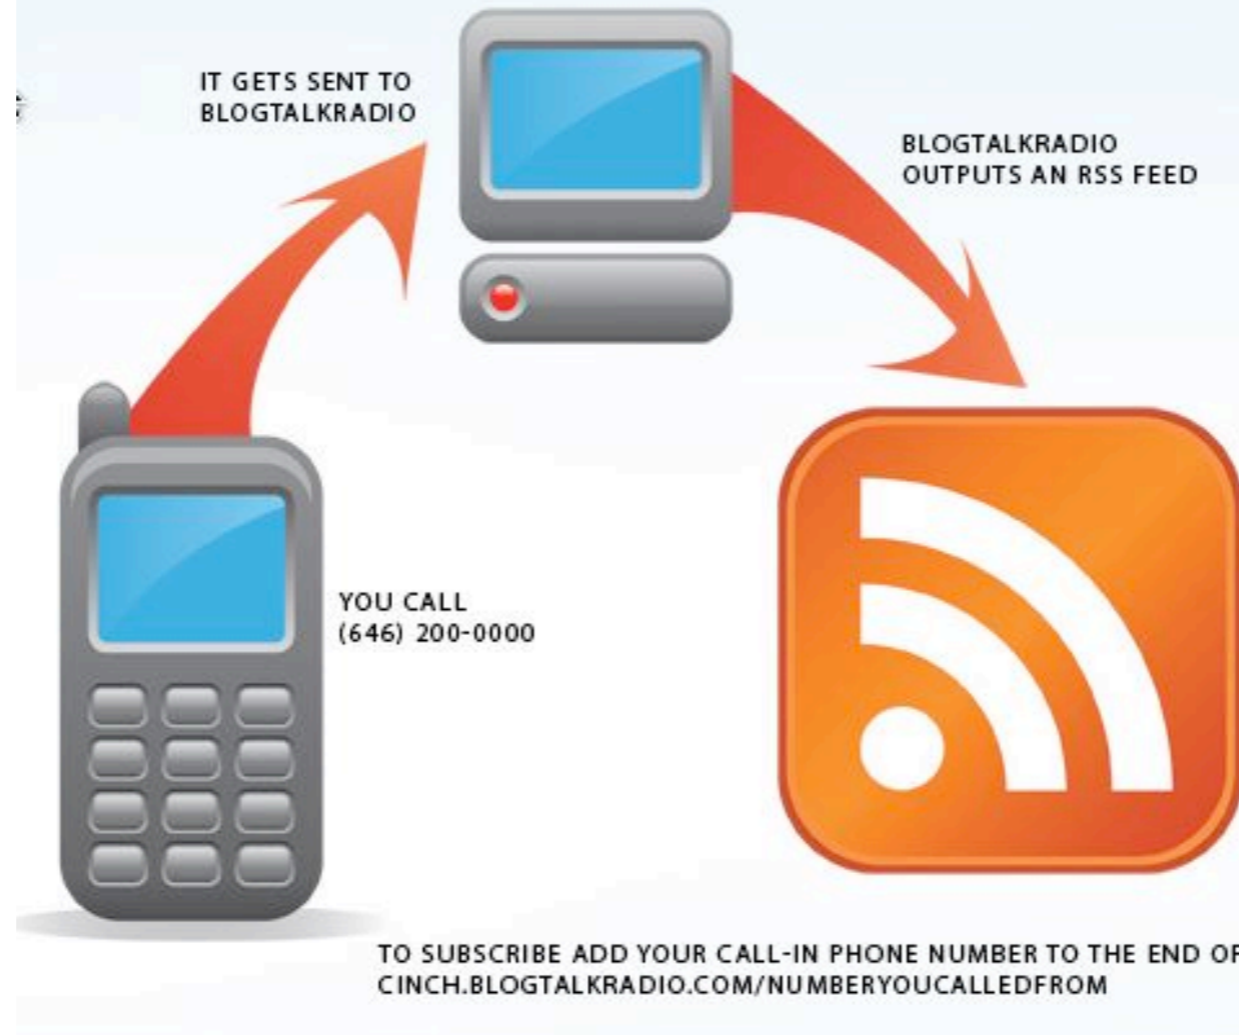 IT GETS SENT TO
BLOGTALKRADIO
BLOGTALKRADIO
OUTPUTS AN RSS FEED
YOU CALL
(646) 200-0000
TO SUBSCRIBE ADD YOUR CALL-IN PHONE NUMBER TO THE END OF
CINCH.BLOGTALKRADIO.COM/NUMBERYOUCALLEDFROM